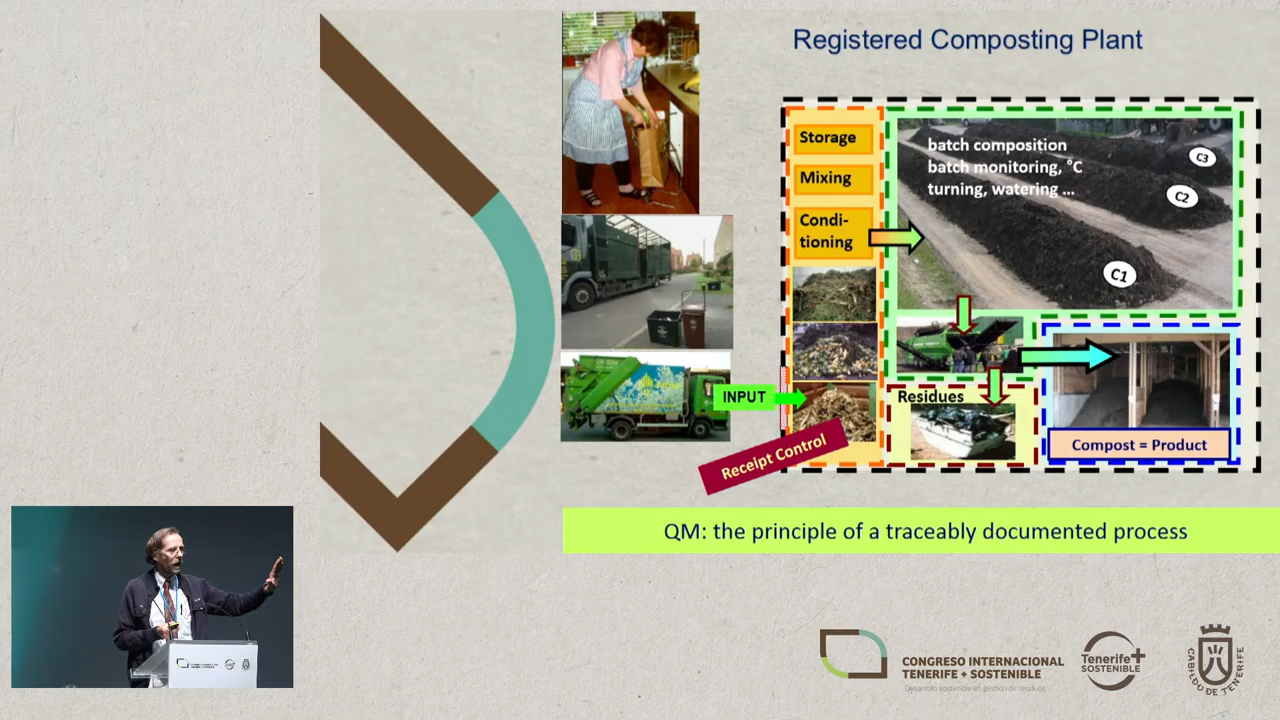 Registered Composting Plant
Storage
Mixing
Condi-
tioning
batch composition
batch monitoring, °C
turning, watering ...
C3
C2
C1
INPUT
Receipt Control
Residues
Compost = Product
QM: the principle of a traceably documented process
CONGRESO INTERNACIONAL
TENERIFE + SOSTENIBLE
Desarrollo sostenible en gestión de residuos
Tenerife+
SOSTENIBLE
CABILDO DE TENERIFE